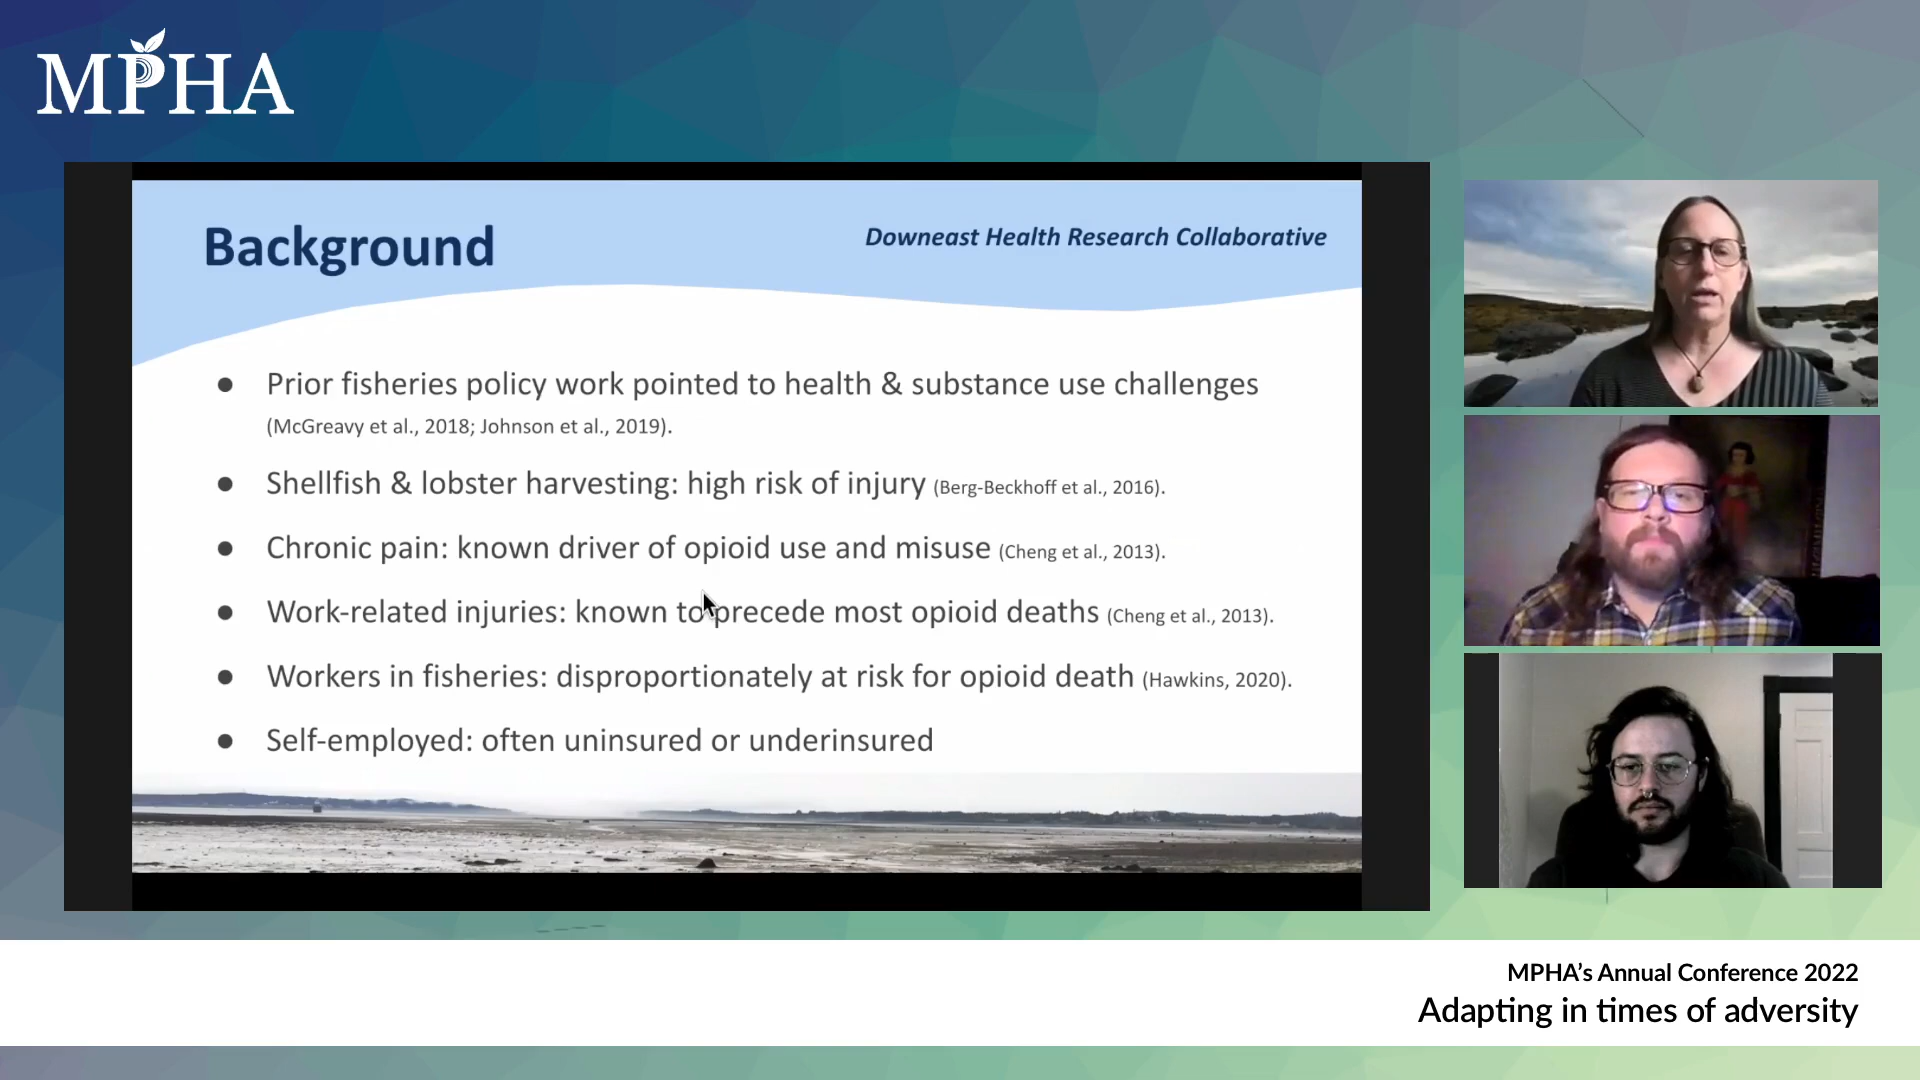 MPHA
Background
Downeast Health Research Collaborative
● Prior fisheries policy work pointed to health & substance use challenges
(McGreavy et al., 2018; Johnson et al., 2019).
● Shellfish & lobster harvesting: high risk of injury (Berg-Beckhoff et al., 2016).
● Chronic pain: known driver of opioid use and misuse (Cheng et al., 2013).
● Work-related injuries: known to precede most opioid deaths (Cheng et al., 2013).
● Workers in fisheries: disproportionately at risk for opioid death (Hawkins, 2020).
● Self-employed: often uninsured or underinsured
MPHA’s Annual Conference 2022
Adapting in times of adversity